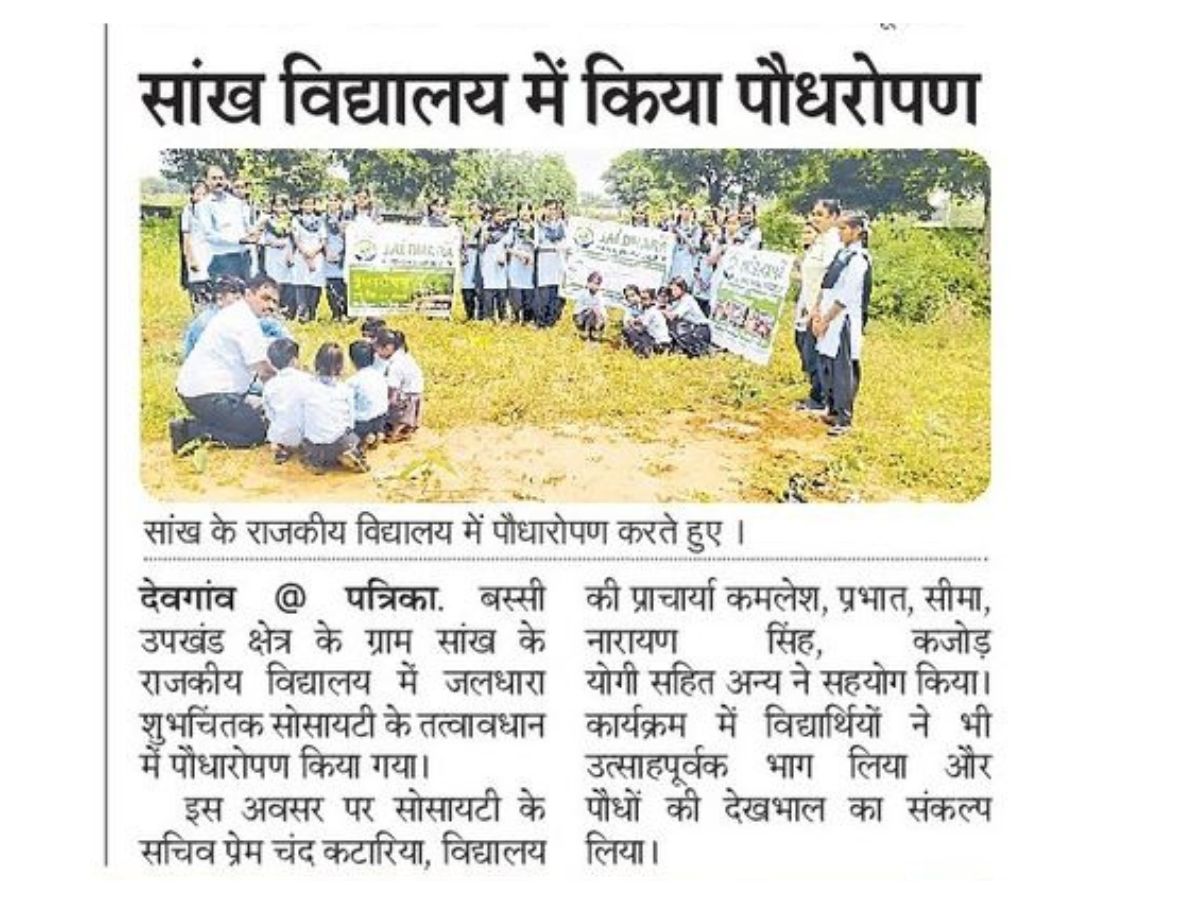 सांख विद्यालय में किया पौधरोपण
JAL DHARA
JAL DHARA
सांख के राजकीय विद्यालय में पौधारोपण करते हुए ।
देवगांव @ पत्रिका. बस्सी
उपखंड क्षेत्र के ग्राम सांख के
राजकीय विद्यालय में जलधारा
शुभचिंतक सोसायटी के तत्वावधान
में पौधारोपण किया गया।
इस अवसर पर सोसायटी के
सचिव प्रेम चंद कटारिया, विद्यालय
की प्राचार्या कमलेश, प्रभात, सीमा,
नारायण सिंह, कजोड़
योगी सहित अन्य ने सहयोग किया।
कार्यक्रम में विद्यार्थियों ने भी
उत्साहपूर्वक भाग लिया और
पौधों की देखभाल का संकल्प
लिया।